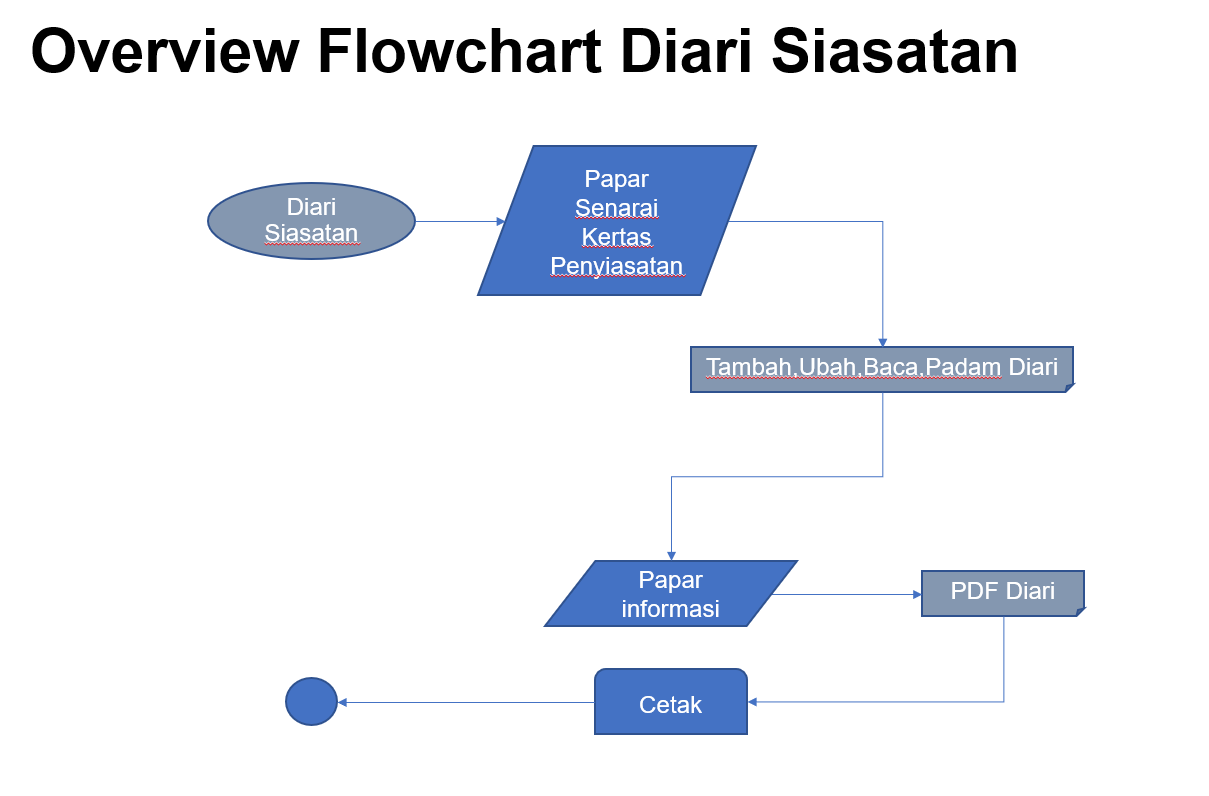 Overview Flowchart Diari Siasatan
Diari
Siasatan
Papar
Senarai
Kertas
Penyiasatan
Tambah,Ubah,Baca,Padam Diari
Papar
informasi
PDF Diari
Cetak